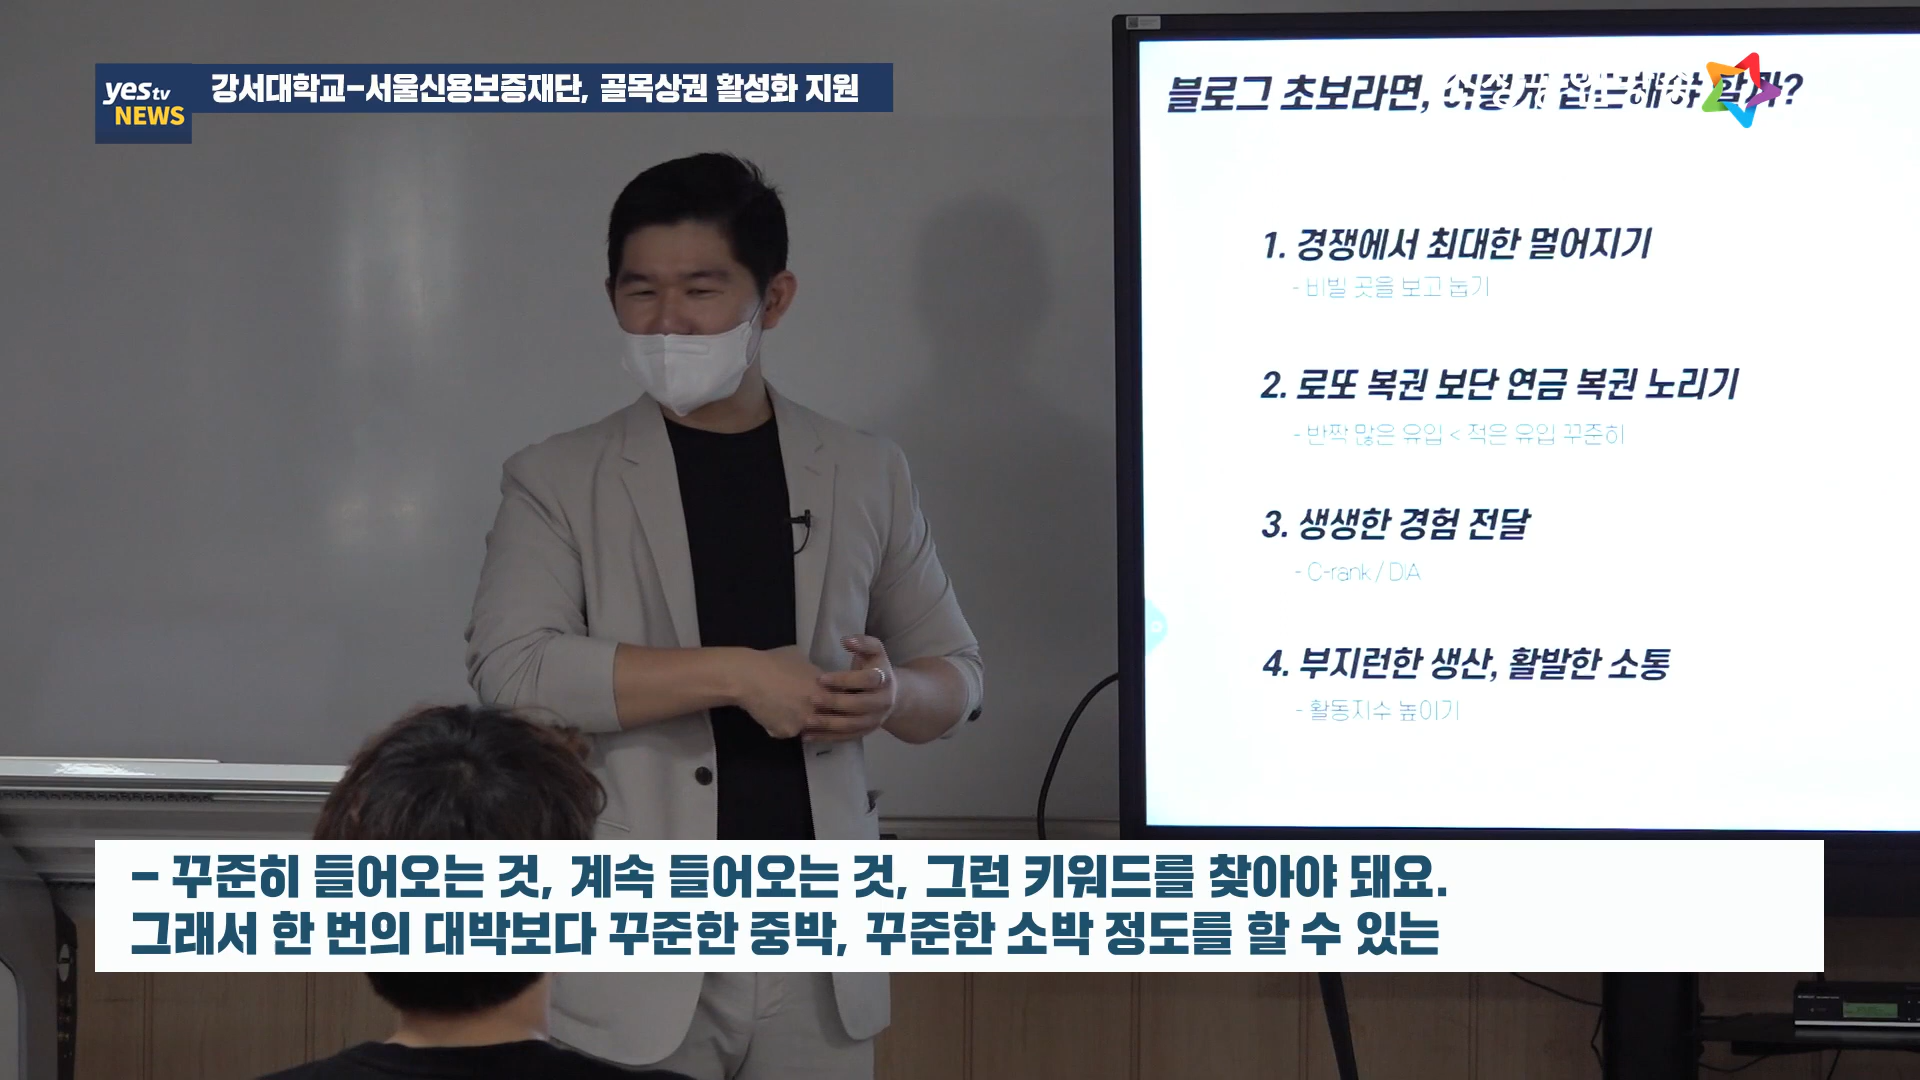 yestv
NEWS
강서대학교-서울신용보증재단, 골목상권 활성화 지원
블로그 초보라면,
할까?
1. 경쟁에서 최대한 멀어지기
- 비빌 곳을 보고 눕기
2. 로또 복권 보단 연금 복권 노리기
- 반짝 많은 유입 < 적은 유입 꾸준히
3. 생생한 경험 전달
- C-rank / DIA
4. 부지런한 생산, 활발한 소통
- 활동지수 높이기
- 꾸준히 들어오는 것, 계속 들어오는 것, 그런 키워드를 찾아야 돼요.
그래서 한 번의 대박보다 꾸준한 중박, 꾸준한 소박 정도를 할 수 있는